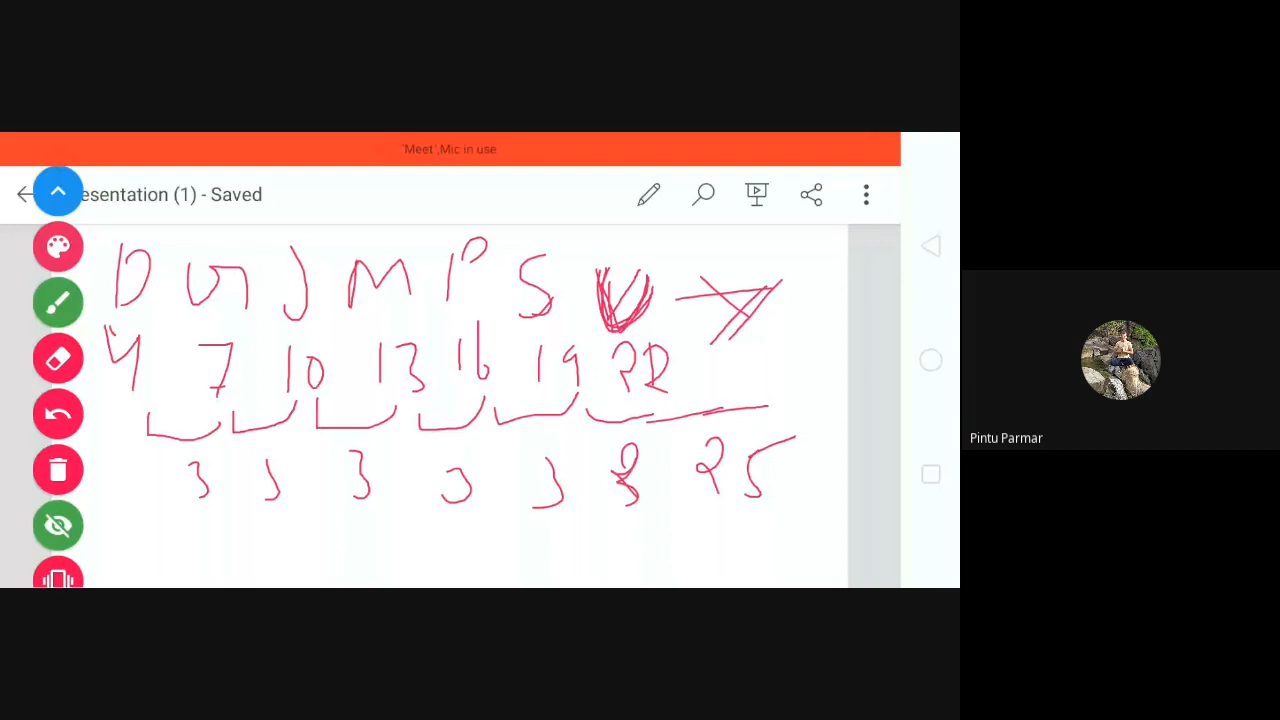 "Meet",Mic in use
esentation (1) - Saved
D G J M P S V Y
4 7 10 13 16 19 22
3 3 3 3 3 3 25
Pintu Parmar